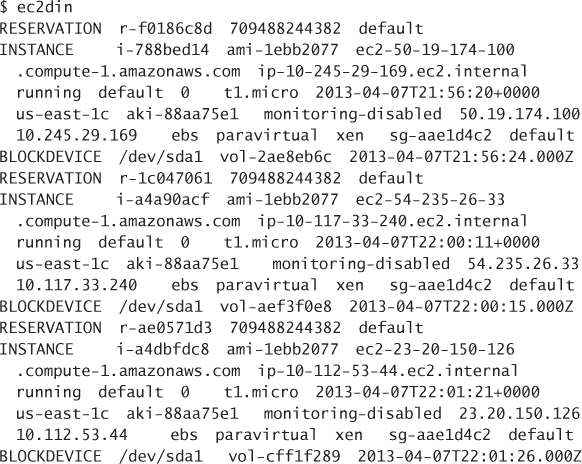 $ ec2din
RESERVATION r-f0186c8d 709488244382 default
INSTANCE i-788bed14 ami-1ebb2077 ec2-50-19-174-100
.compute-1.amazonaws.com ip-10-245-29-169.ec2.internal
running default 0 t1.micro 2013-04-07T21:56:20+0000
us-east-1c aki-88aa75e1 monitoring-disabled 50.19.174.100
10.245.29.169 ebs paravirtual xen sg-aae1d4c2 default
BLOCKDEVICE /dev/sda1 vol-2ae8eb6c 2013-04-07T21:56:24.000Z
RESERVATION r-1c047061 709488244382 default
INSTANCE i-a4a90acf ami-1ebb2077 ec2-54-235-26-33
.compute-1.amazonaws.com ip-10-117-33-240.ec2.internal
running default 0 t1.micro 2013-04-07T22:00:11+0000
us-east-1c aki-88aa75e1 monitoring-disabled 54.235.26.33
10.117.33.240 ebs paravirtual xen sg-aae1d4c2 default
BLOCKDEVICE /dev/sda1 vol-aef3f0e8 2013-04-07T22:00:15.000Z
RESERVATION r-ae0571d3 709488244382 default
INSTANCE i-a4dbfdc8 ami-1ebb2077 ec2-23-20-150-126
.compute-1.amazonaws.com ip-10-112-53-44.ec2.internal
running default 0 t1.micro 2013-04-07T22:01:21+0000
us-east-1c aki-88aa75e1 monitoring-disabled 23.20.150.126
10.112.53.44 ebs paravirtual xen sg-aae1d4c2 default
BLOCKDEVICE /dev/sda1 vol-cff1f289 2013-04-07T22:01:26.000Z